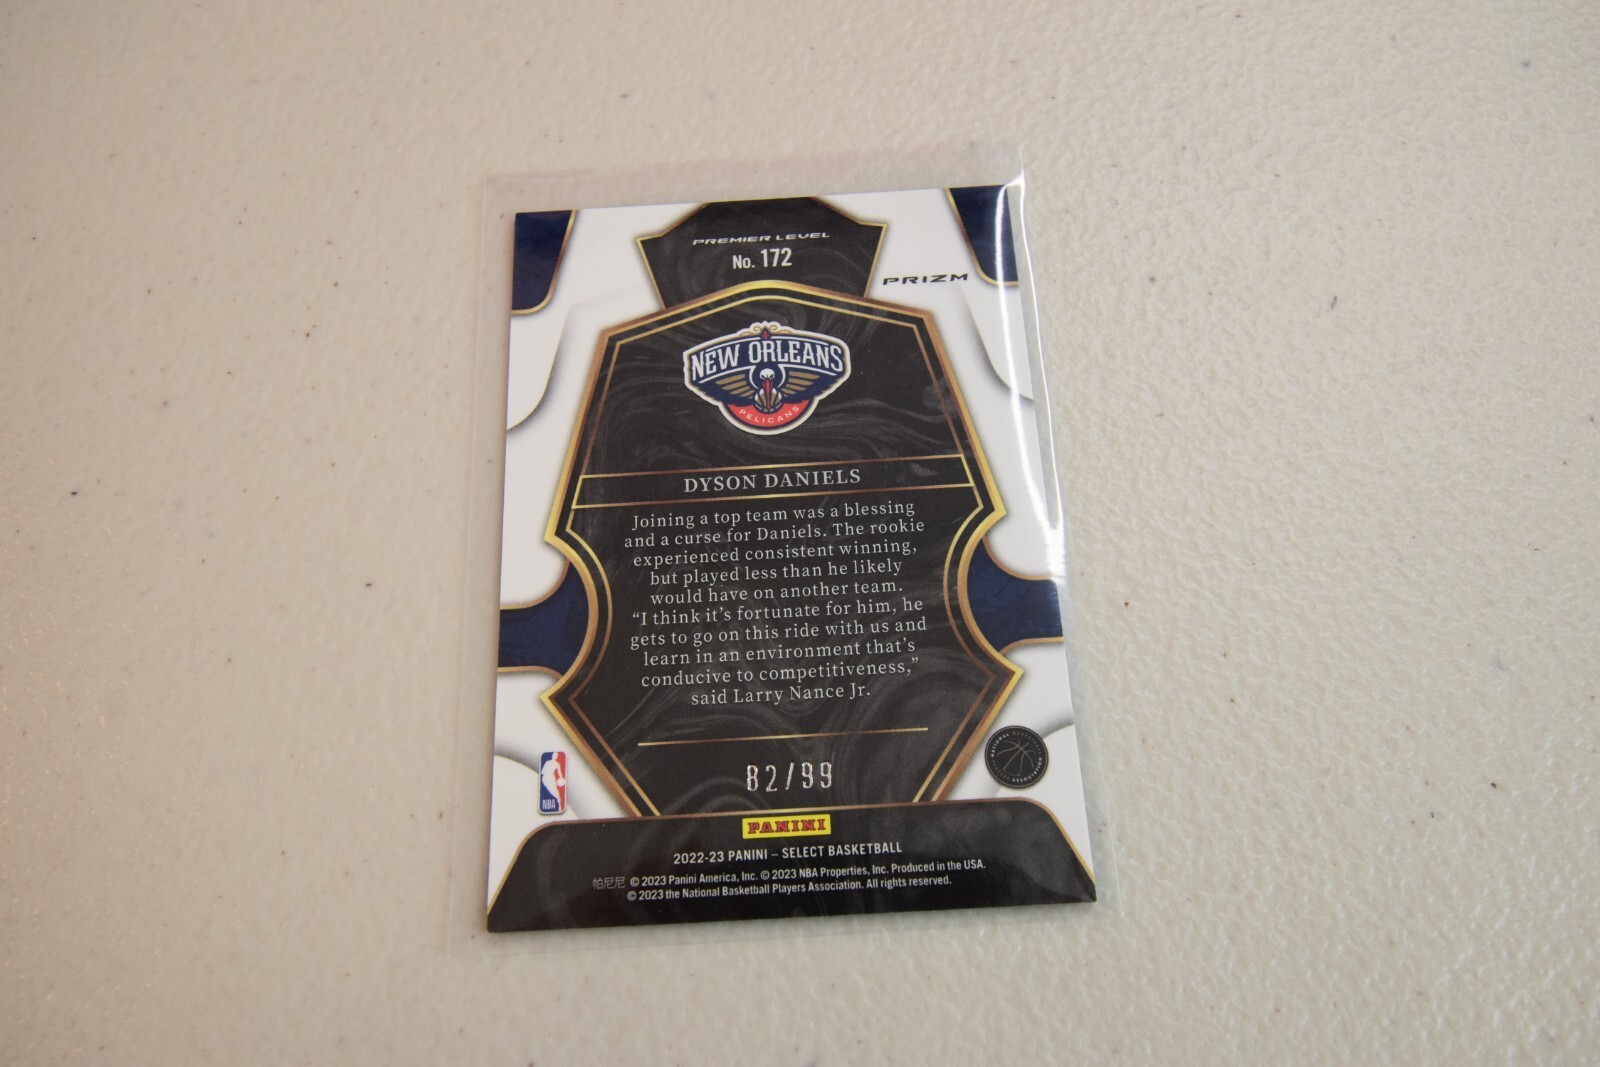 PREMIER LEVEL
No. 172
PRIZM
NEW ORLEANS
PELICANS
DYSON DANIELS
Joining a top team was a blessing
and a curse for Daniels. The rookie
experienced consistent winning,
but played less than he likely
would have on another team.
“I think it’s fortunate for him, he
gets to go on this ride with us and
learn in an environment that’s
conducive to competitiveness,”
said Larry Nance Jr.
82/99
NBA
NATIONAL BASKETBALL
PLAYERS ASSOCIATION
PANINI
2022-23 PANINI – SELECT BASKETBALL
帕尼尼 © 2023 Panini America, Inc. © 2023 NBA Properties, Inc. Produced in the USA.
© 2023 the National Basketball Players Association. All rights reserved.